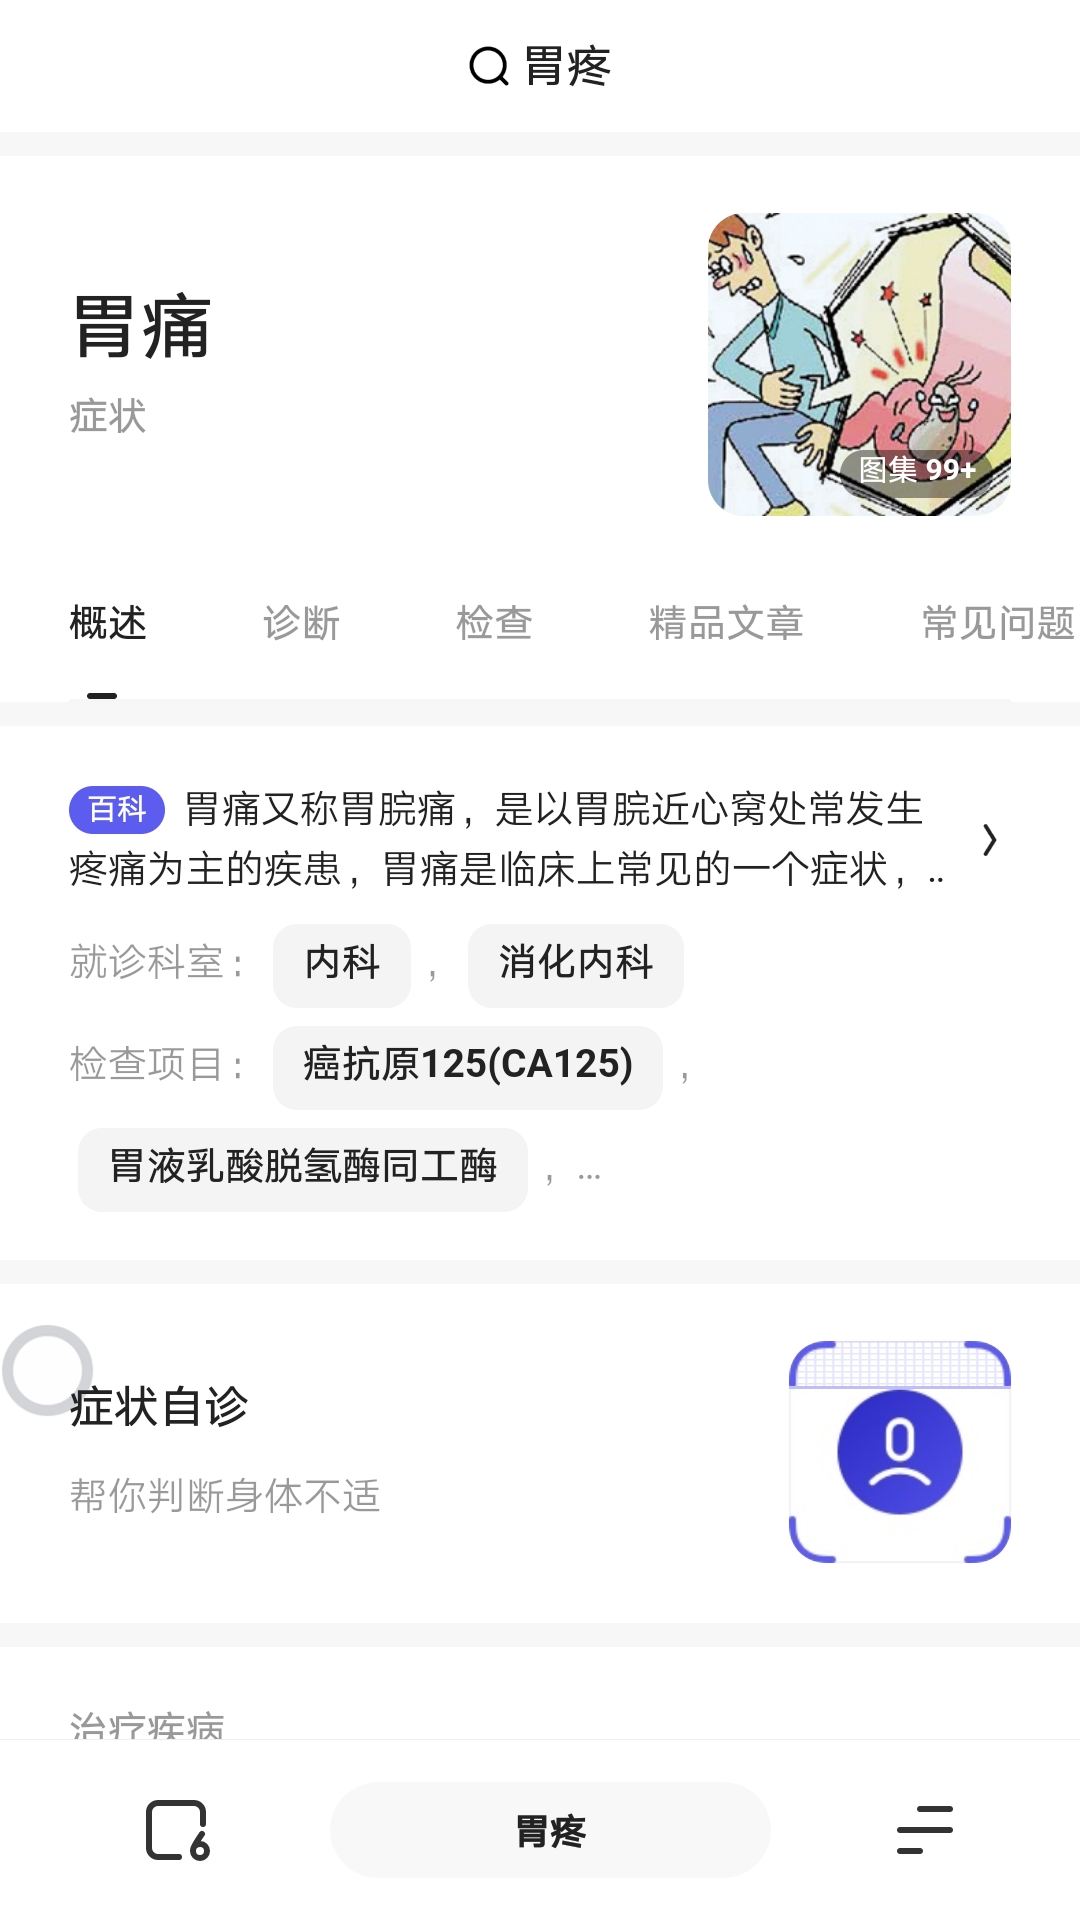 胃疼
胃痛
症状
图集 99+
概述 诊断 检查 精品文章 常见问题
百科 胃痛又称胃脘痛，是以胃脘近心窝处常发生
疼痛为主的疾患，胃痛是临床上常见的一个症状，..
就诊科室： 内科 ， 消化内科
检查项目： 癌抗原125(CA125) ，
胃液乳酸脱氢酶同工酶 ，...
症状自诊
帮你判断身体不适
治疗疾病
6 胃疼